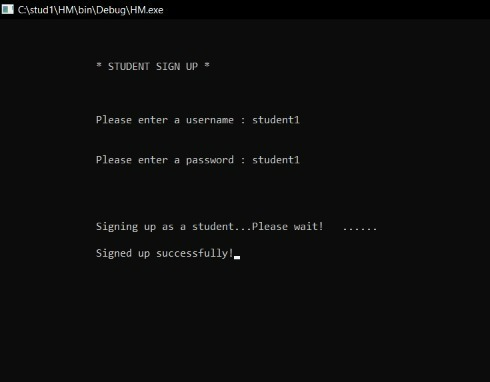 C:\stud1\HM\bin\Debug\HM.exe
* STUDENT SIGN UP *
Please enter a username : student1
Please enter a password : student1
Signing up as a student...Please wait!   ......
Signed up successfully!